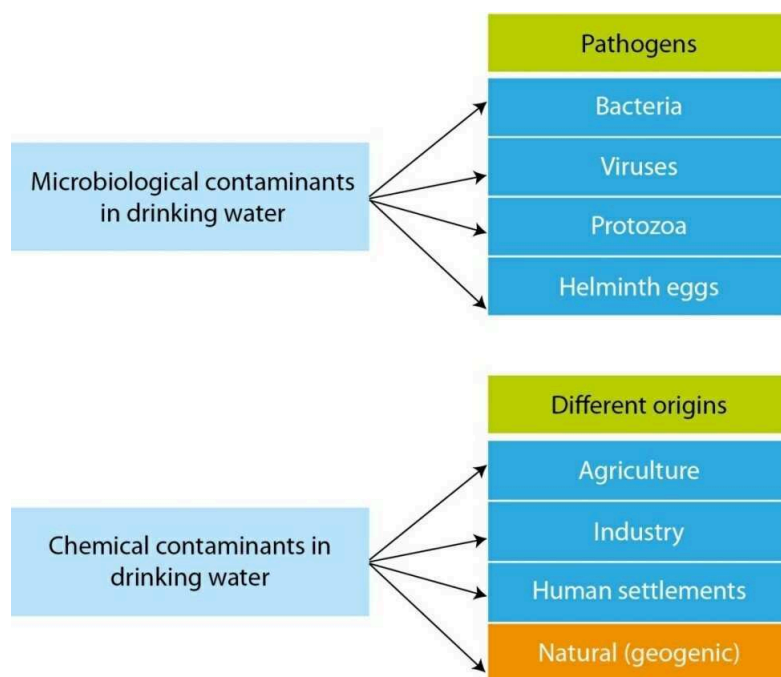 Pathogens
Bacteria
Viruses
Protozoa
Helminth eggs
Microbiological contaminants
in drinking water
Different origins
Agriculture
Industry
Human settlements
Natural (geogenic)
Chemical contaminants in
drinking water